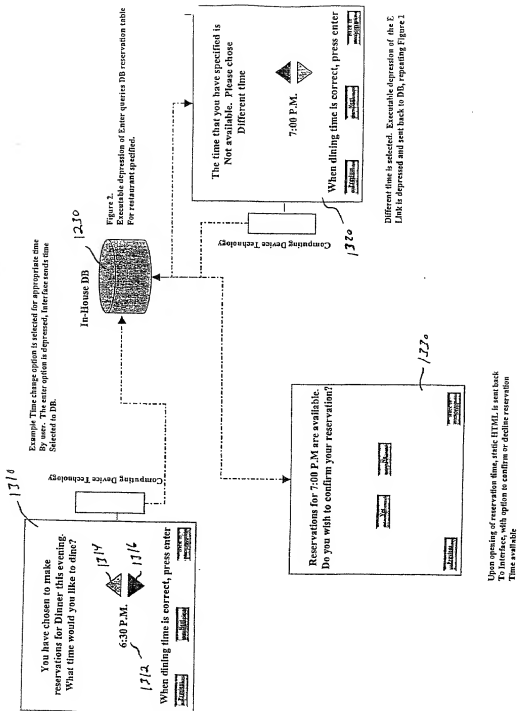 1310
You have chosen to make
reservations for Dinner this evening.
What time would you like to dine?
6:30 P.M.
1314
1316
1312
When dining time is correct, press enter
Computing Device Technology
Example Time change option is selected for appropriate time
By user. The enter option is depressed, Interface sends time
Selected to DB.
In-House DB
1230
Figure 2.
Executable depression of Enter queries DB reservation table
For restaurant specified.
The time that you have specified is
Not available. Please chose
Different time
7:00 P.M.
When dining time is correct, press enter
Computing Device Technology
1320
Different time is selected. Executable depression of the E
Link is depressed and sent back to DB, repeating Figure 1
Reservations for 7:00 P.M are available.
Do you wish to confirm your reservation?
Yes
No
1330
Upon opening of reservation time, static HTML is sent back
To Interface, with option to confirm or decline reservation
Time available